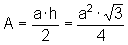 A = a·h/2 = a²·√3/4